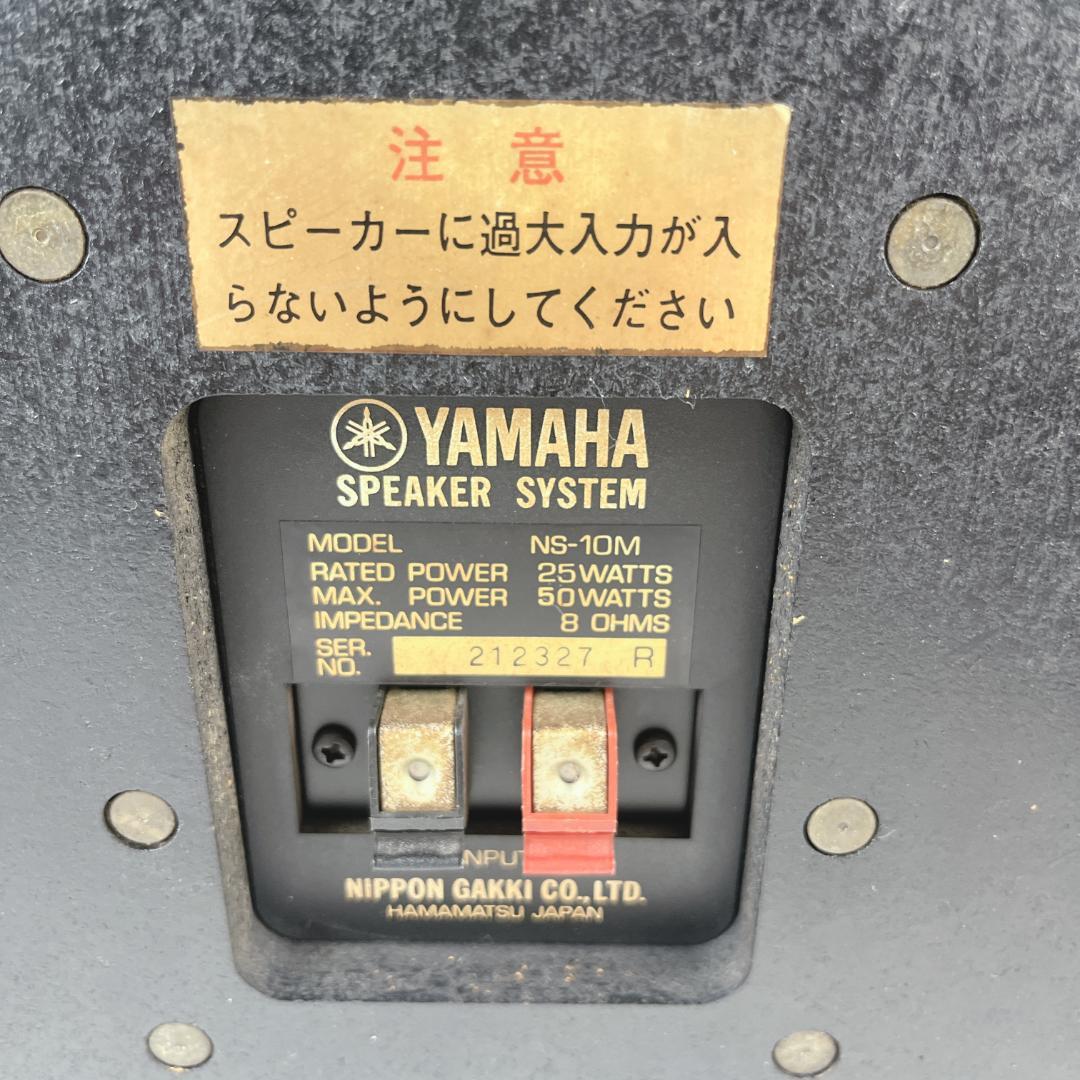 注 意
スピーカーに過大入力が入
らないようにしてください
YAMAHA
SPEAKER SYSTEM
MODEL NS-10M
RATED POWER 25WATTS
MAX. POWER 50WATTS
IMPEDANCE 8 OHMS
SER. NO. 212327 R
NPUT
NIPPON GAKKI CO., LTD.
HAMAMATSU JAPAN